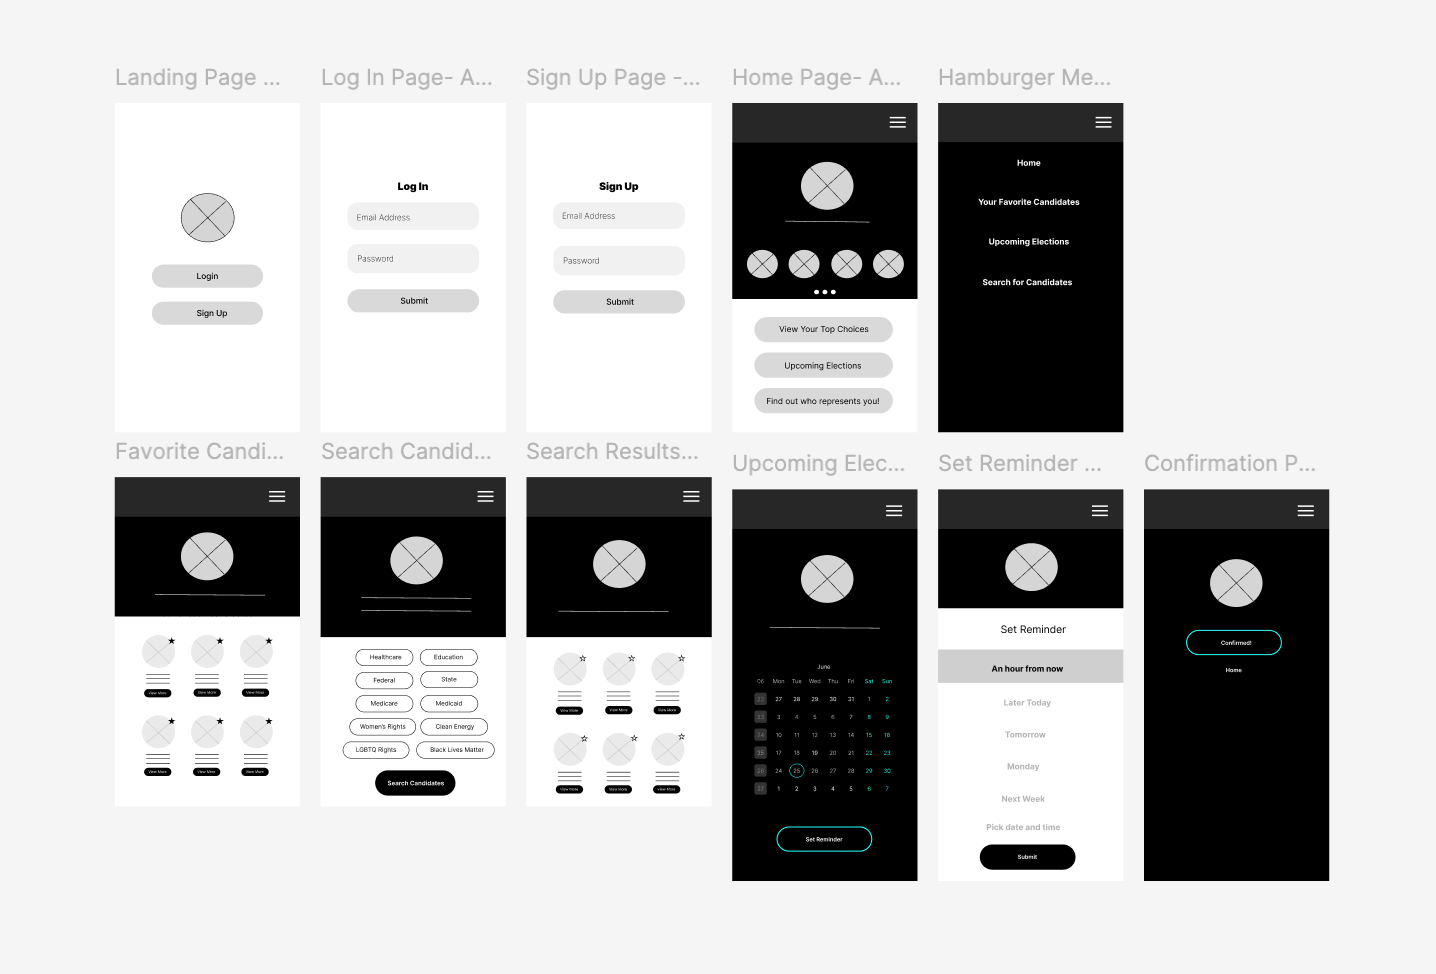 Landing Page ...
Log In Page- A...
Sign Up Page -...
Home Page- A...
Hamburger Me...
Login
Sign Up
Log In
Email Address
Password
Submit
Sign Up
Email Address
Password
Submit
View Your Top Choices
Upcoming Elections
Find out who represents you!
Home
Your Favorite Candidates
Upcoming Elections
Search for Candidates
Favorite Candi...
Search Candid...
Search Results...
Upcoming Elec...
Set Reminder ...
Confirmation P...
View More View More View More
View More View More View More
Healthcare Education
Federal State
Medicare Medicaid
Women's Rights Clean Energy
LGBTQ Rights Black Lives Matter
Search Candidates
View More View More View More
View More View More View More
June
06 Mon Tue Wed Thu Fri Sat Sun
27 28 29 30 31 1 2
3 4 5 6 7 8 9
10 11 12 13 14 15 16
17 18 19 20 21 22 23
24 25 26 27 28 29 30
1 2 3 4 5 6 7
Set Reminder
Set Reminder
An hour from now
Later Today
Tomorrow
Monday
Next Week
Pick date and time
Submit
Confirmed!
Home